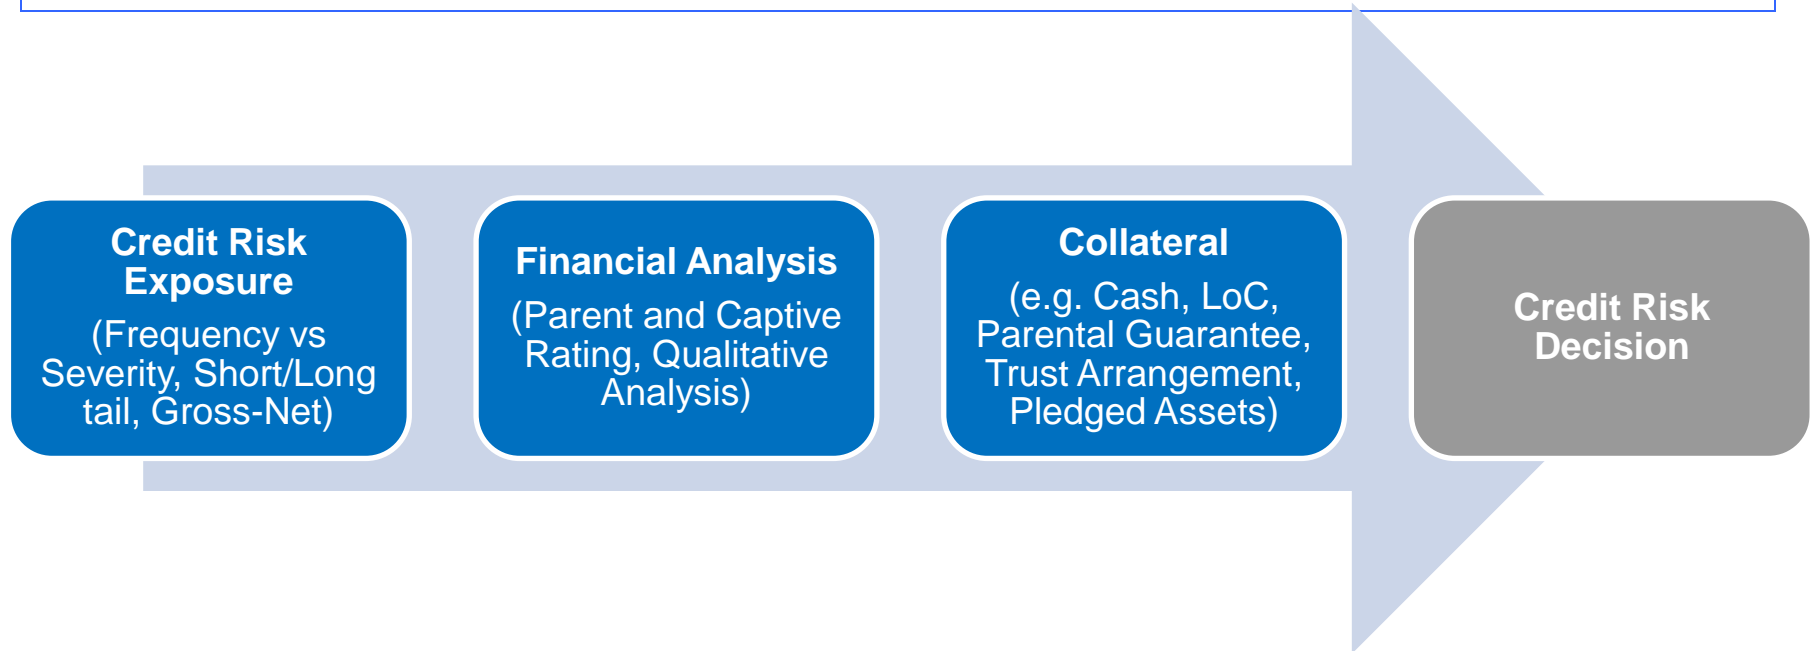 Credit Risk
Exposure
(Frequency vs
Severity, Short/Long
tail, Gross-Net)
Financial Analysis
(Parent and Captive
Rating, Qualitative
Analysis)
Collateral
(e.g. Cash, LoC,
Parental Guarantee,
Trust Arrangement,
Pledged Assets)
Credit Risk
Decision